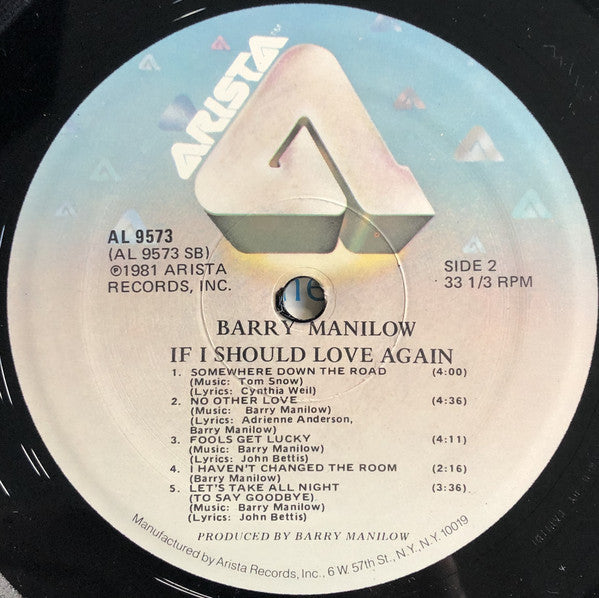 ARISTA
AL 9573
(AL 9573 SB)
℗1981 ARISTA
RECORDS, INC.
SIDE 2
33 1/3 RPM
BARRY MANILOW
IF I SHOULD LOVE AGAIN
1. SOMEWHERE DOWN THE ROAD (4:00)
(Music: Tom Snow)
(Lyrics: Cynthia Weil)
2. NO OTHER LOVE (4:36)
(Music: Barry Manilow)
(Lyrics: Adrienne Anderson,
Barry Manilow)
3. FOOLS GET LUCKY (4:11)
(Music: Barry Manilow)
(Lyrics: John Bettis)
4. I HAVEN'T CHANGED THE ROOM (2:16)
(Barry Manilow)
5. LET'S TAKE ALL NIGHT (3:36)
(TO SAY GOODBYE)
(Music: Barry Manilow)
(Lyrics: John Bettis)
PRODUCED BY BARRY MANILOW
Manufactured by Arista Records, Inc., 6 W. 57th St., N.Y., N.Y. 10019